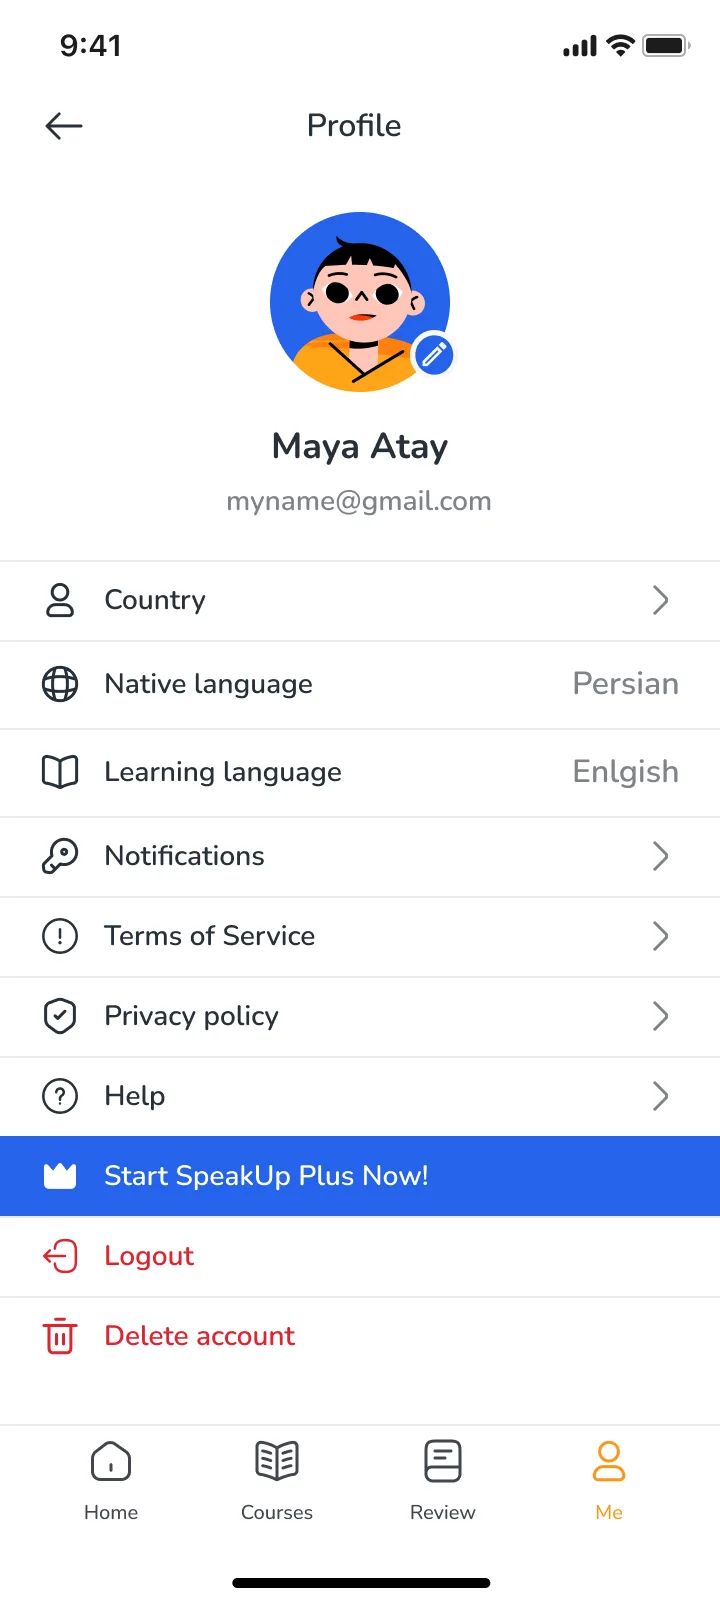 9:41
Profile
Maya Atay
myname@gmail.com
Country
Native language Persian
Learning language Enlgish
Notifications
Terms of Service
Privacy policy
Help
Start SpeakUp Plus Now!
Logout
Delete account
Home Courses Review Me